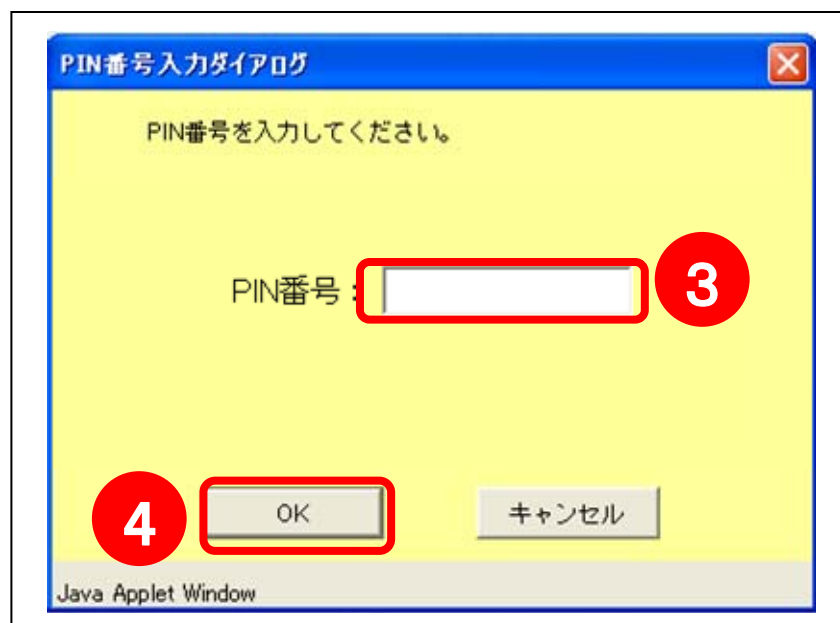 PIN番号入力ダイアログ
PIN番号を入力してください。
PIN番号：
3
4
OK
キャンセル
Java Applet Window